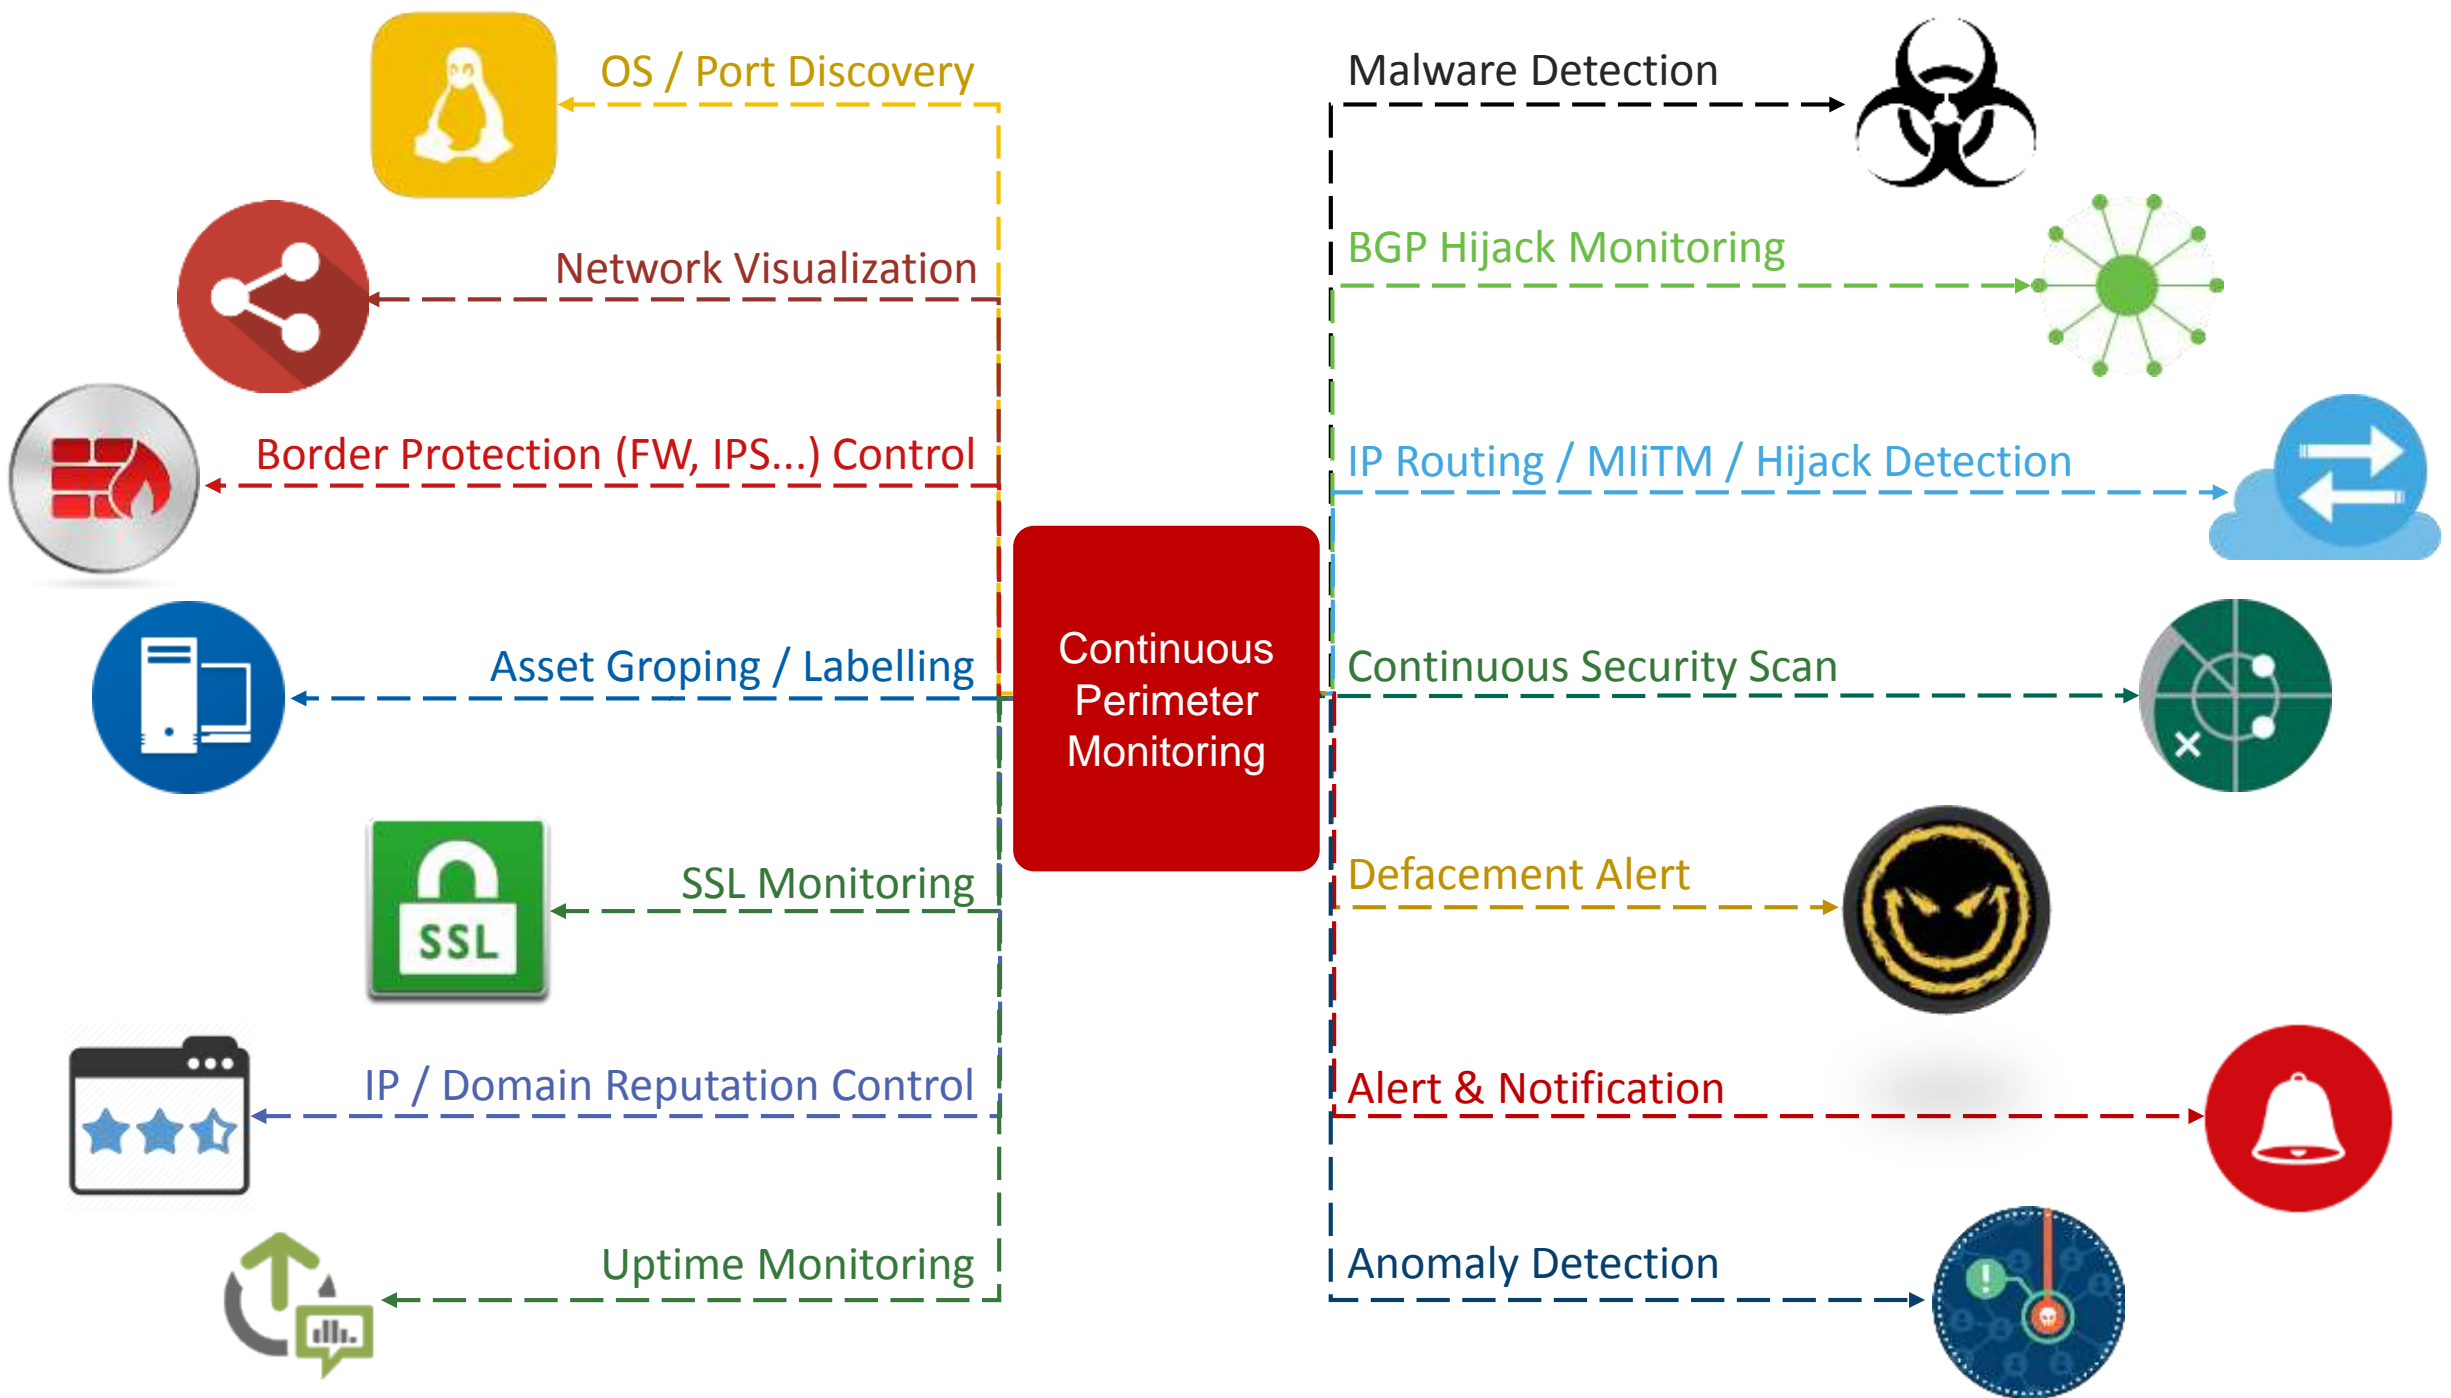 OS / Port Discovery
Network Visualization
Border Protection (FW, IPS...) Control
Asset Groping / Labelling
SSL Monitoring
SSL
IP / Domain Reputation Control
Uptime Monitoring
Continuous
Perimeter
Monitoring
Malware Detection
BGP Hijack Monitoring
IP Routing / MIiTM / Hijack Detection
Continuous Security Scan
Defacement Alert
Alert & Notification
Anomaly Detection